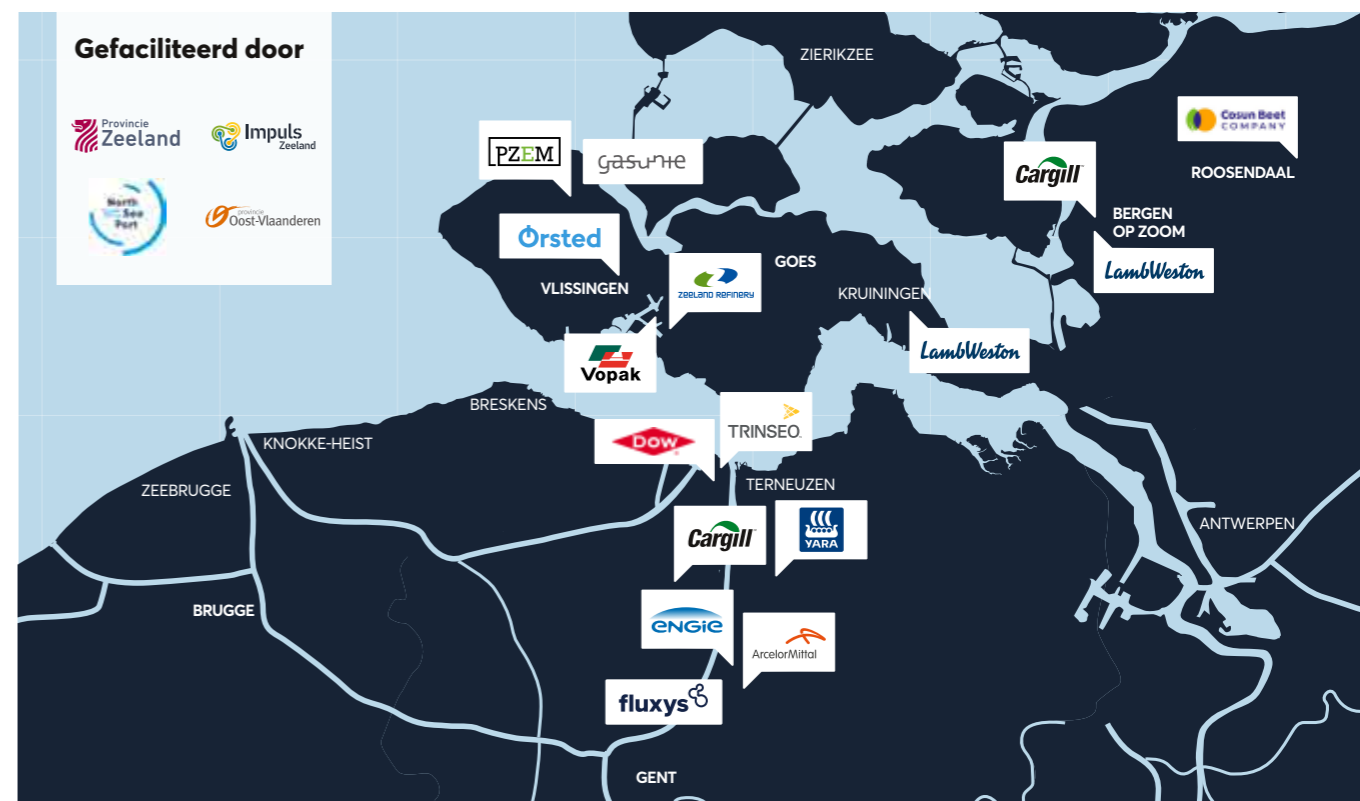 Gefaciliteerd door
Provincie
Zeeland
Impuls
Zeeland
North
Sea
Port
provincie
Oost-Vlaanderen
ZIERIKZEE
Cosun Beet
COMPANY
ROOSENDAAL
PZEM
gasunie
Cargill
BERGEN
OP ZOOM
Ørsted
LambWeston
VLISSINGEN
ZEELAND REFINERY
GOES
KRUININGEN
LambWeston
Vopak
BRESKENS
TRINSEO.
KNOKKE-HEIST
Dow
ZEEBRUGGE
TERNEUZEN
Cargill
YARA
ANTWERPEN
BRUGGE
ENGIE
ArcelorMittal
fluxys
GENT